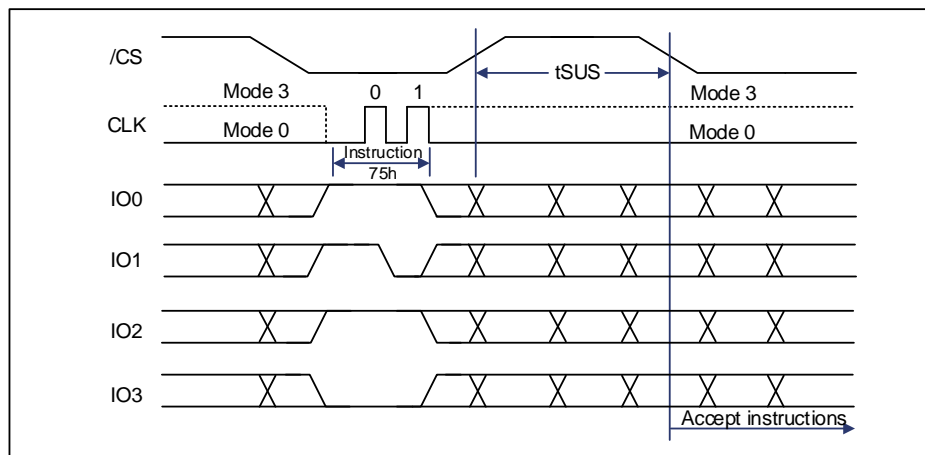 /CS
tSUS
Mode 3 0 1 Mode 3
CLK Mode 0 Mode 0
Instruction
75h
IO0
IO1
IO2
IO3
Accept instructions